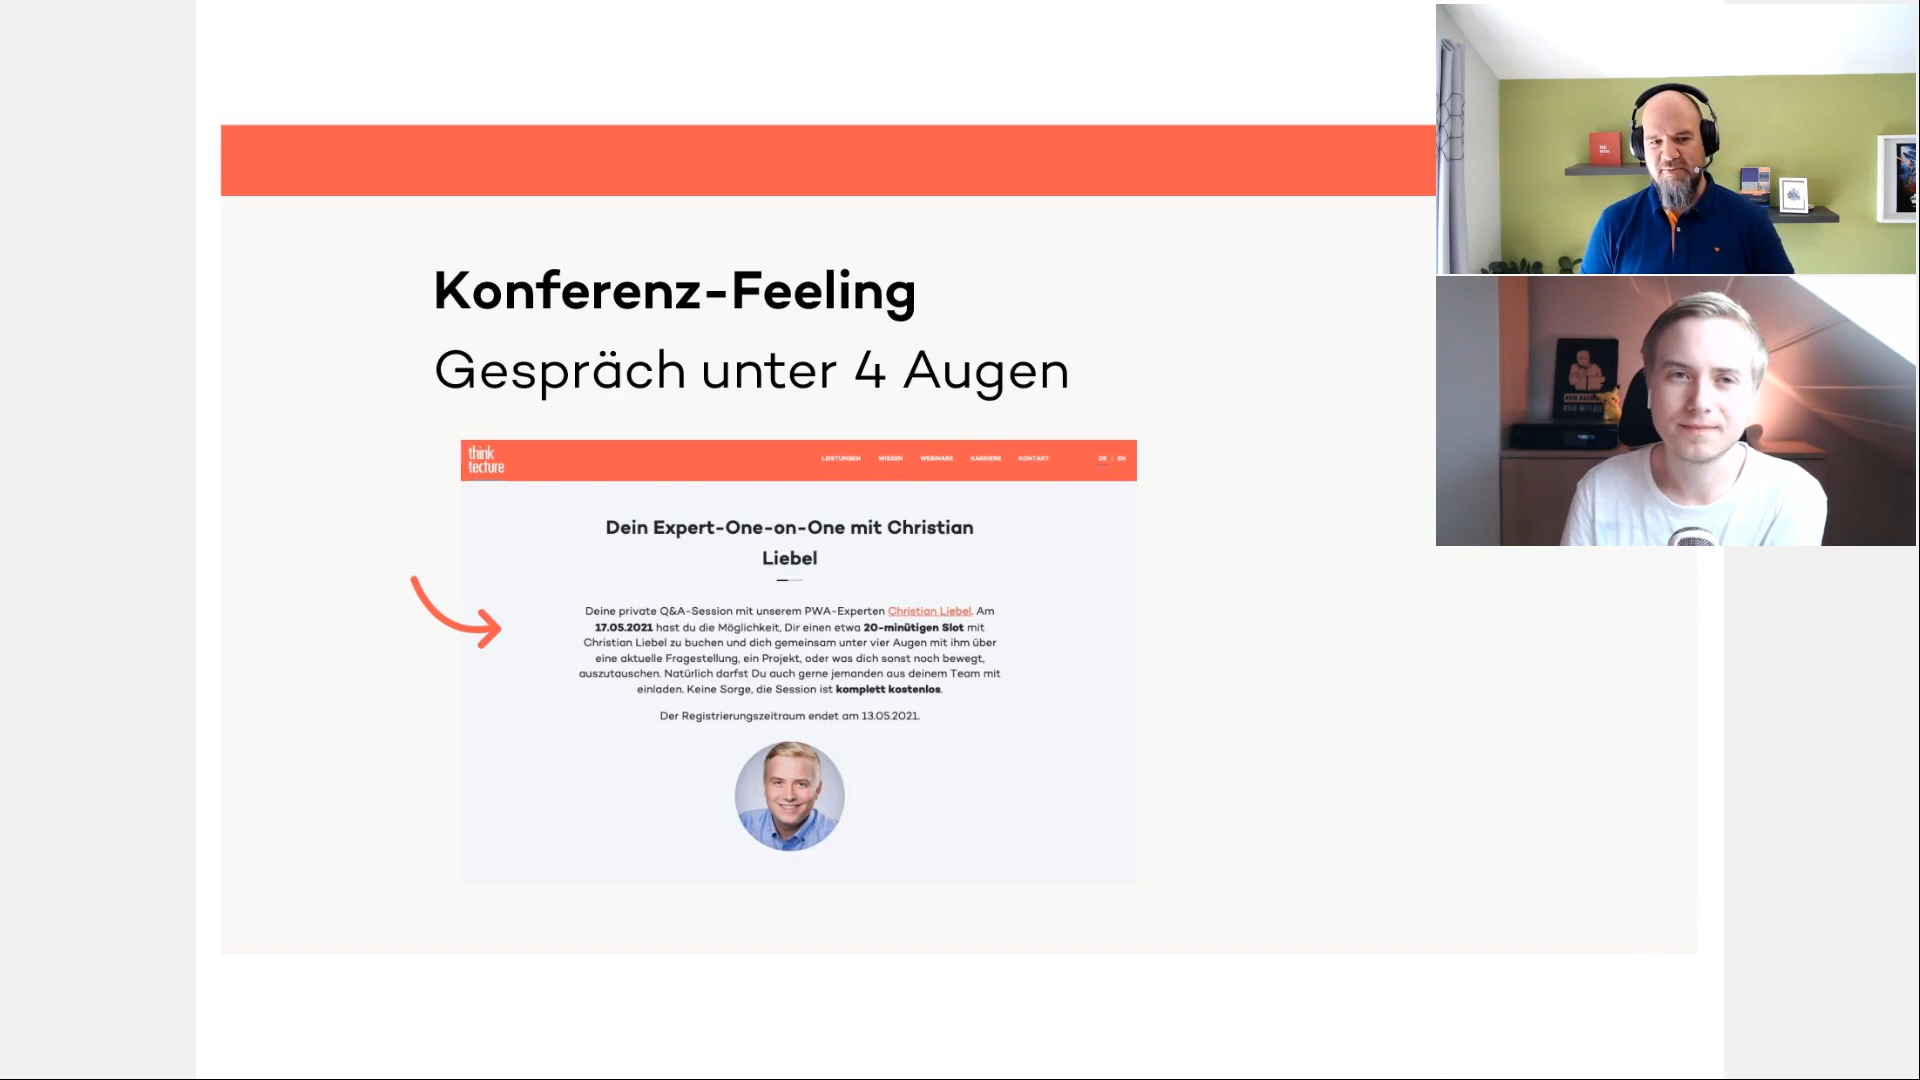 Konferenz-Feeling
Gespräch unter 4 Augen
think
tecture
LEISTUNGEN WISSEN WEBINARE KARRIERE KONTAKT DE | EN
Dein Expert-One-on-One mit Christian
Liebel
Deine private Q&A-Session mit unserem PWA-Experten Christian Liebel. Am
17.05.2021 hast du die Möglichkeit, Dir einen etwa 20-minütigen Slot mit
Christian Liebel zu buchen und dich gemeinsam unter vier Augen mit ihm über
eine aktuelle Fragestellung, ein Projekt, oder was dich sonst noch bewegt,
auszutauschen. Natürlich darfst Du auch gerne jemanden aus deinem Team mit
einladen. Keine Sorge, die Session ist komplett kostenlos.
Der Registrierungszeitraum endet am 13.05.2021.